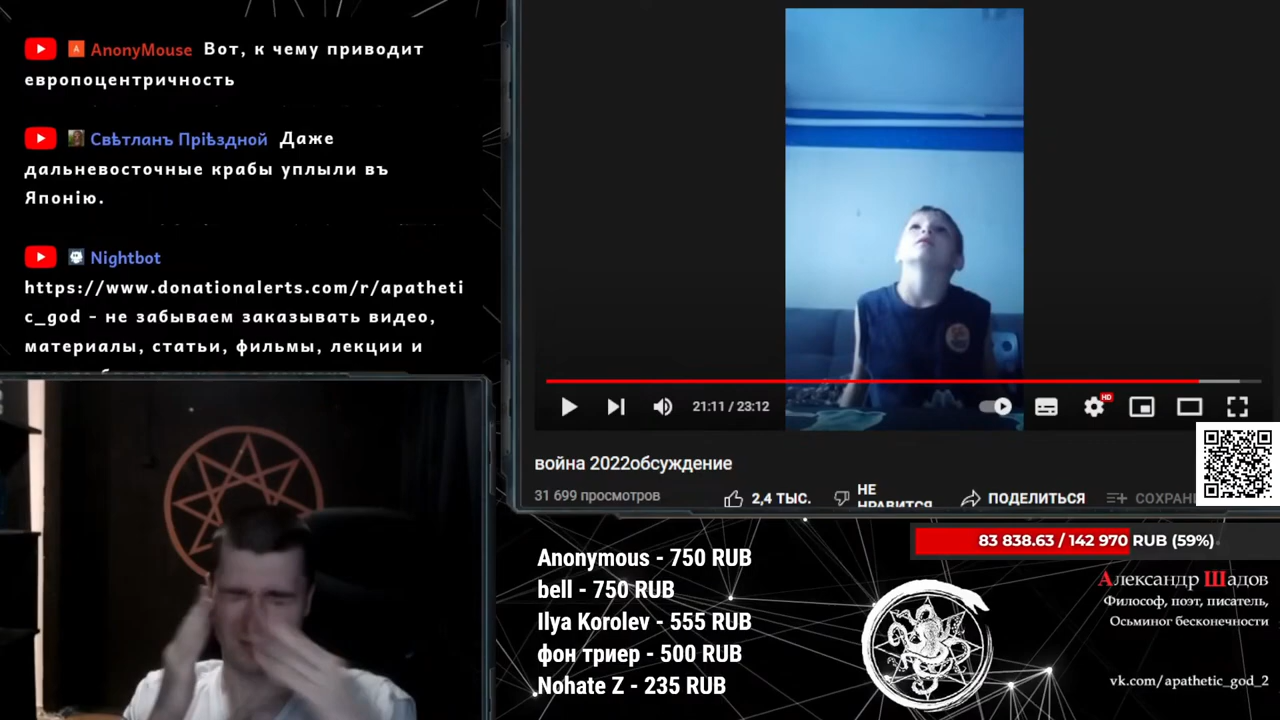 AnonyMouse Вот, к чему приводит
европоцентричность
Свѣтланъ Пріѣздной Даже
дальневосточные крабы уплыли въ
Японію.
Nightbot
https://www.donationalerts.com/r/apatheti
c_god – не забываем заказывать видео,
материалы, статьи, фильмы, лекции и
21:11 / 23:12
HD
война 2022обсуждение
31 699 просмотров
2,4 ТЫС.
НЕ
НРАВИТСЯ
ПОДЕЛИТЬСЯ
Anonymous - 750 RUB
bell - 750 RUB
Ilya Korolev - 555 RUB
фон триер - 500 RUB
Nohate Z - 235 RUB
83 838.63 / 142 970 RUB (59%)
Александр Шадов
Философ, поэт, писатель,
Осьминог бесконечности
vk.com/apathetic_god_2